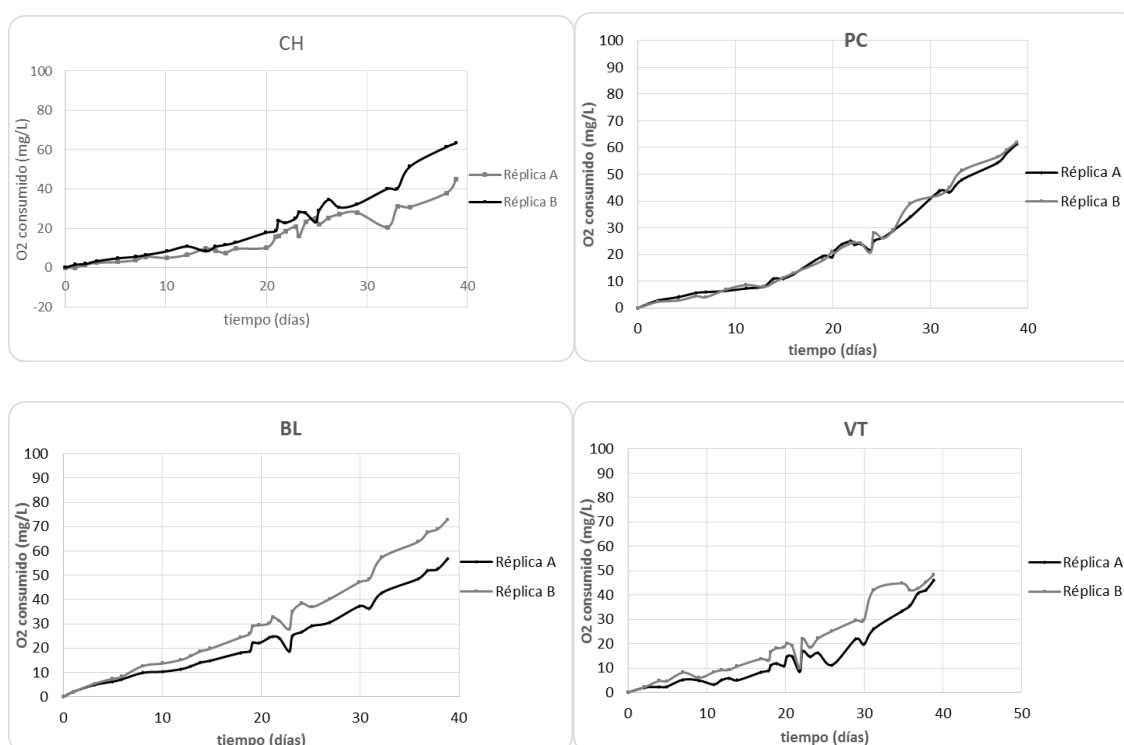 CH
100
80
60
40
20
0
-20
O2 consumido (mg/L)
0 10 20 30 40
tiempo (días)
Réplica A
Réplica B
PC
100
90
80
70
60
50
40
30
20
10
0
O2 consumido (mg/L)
0 10 20 30 40
tiempo (días)
Réplica A
Réplica B
BL
100
90
80
70
60
50
40
30
20
10
0
O2 consumido (mg/L)
0 10 20 30 40
tiempo (días)
Réplica A
Réplica B
VT
100
90
80
70
60
50
40
30
20
10
0
O2 consumido (mg/L)
0 10 20 30 40 50
tiempo (días)
Réplica A
Réplica B